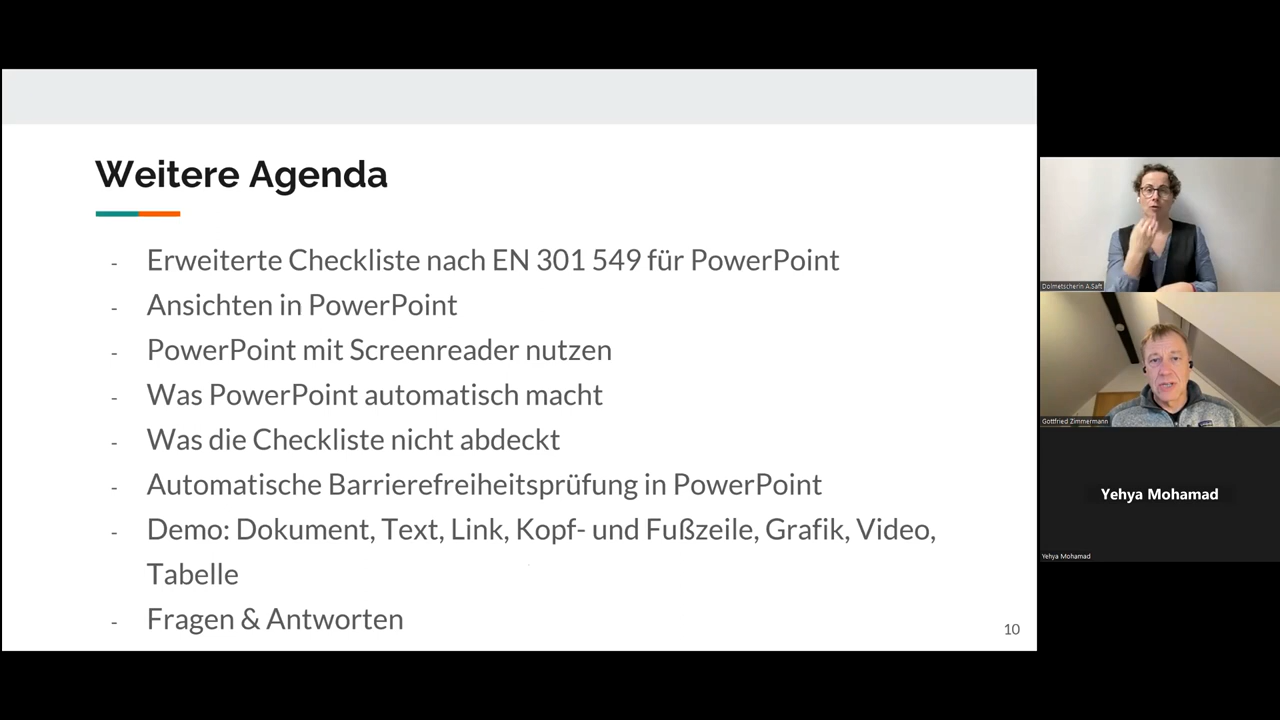 Weitere Agenda
- Erweiterte Checkliste nach EN 301 549 für PowerPoint
- Ansichten in PowerPoint
- PowerPoint mit Screenreader nutzen
- Was PowerPoint automatisch macht
- Was die Checkliste nicht abdeckt
- Automatische Barrierefreiheitsprüfung in PowerPoint
- Demo: Dokument, Text, Link, Kopf- und Fußzeile, Grafik, Video,
Tabelle
- Fragen & Antworten
10
Dolmetscherin A.Saft
Gottfried Zimmermann
Yehya Mohamad
Yehya Mohamad